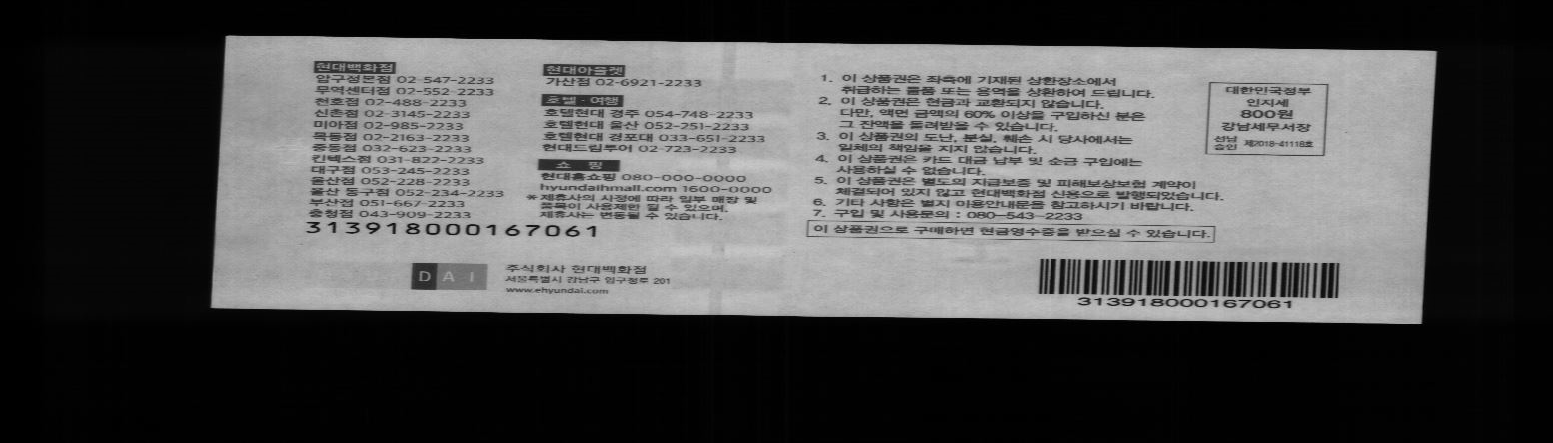 현대백화점
압구정본점 02-547-2233
무역센터점 02-552-2233
천호점 02-488-2233
신촌점 02-3145-2233
미아점 02-985-2233
목동점 02-2163-2233
중동점 032-623-2233
킨텍스점 031-822-2233
대구점 053-245-2233
울산점 052-228-2233
울산 동구점 052-234-2233
부산점 051-667-2233
충청점 043-909-2233
313918000167061
현대아울렛
가산점 02-6921-2233
호텔·여행
호텔현대 경주 054-748-2233
호텔현대 울산 052-251-2233
호텔현대 경포대 033-651-2233
현대드림투어 02-723-2233
쇼 핑
현대홈쇼핑 080-000-0000
hyundaihmall.com 1600-0000
※ 제휴사의 사정에 따라 일부 매장 및
품목이 사용제한 될 수 있으며,
제휴사는 변동될 수 있습니다.
DAI
주식회사 현대백화점
서울특별시 강남구 압구정로 201
www.ehyundai.com
1. 이 상품권은 좌측에 기재된 상환장소에서
취급하는 물품 또는 용역을 상환하여 드립니다.
2. 이 상품권은 현금과 교환되지 않습니다.
다만, 액면 금액의 60% 이상을 구입하신 분은
그 잔액을 돌려받을 수 있습니다.
3. 이 상품권의 도난, 분실, 훼손 시 당사에서는
일체의 책임을 지지 않습니다.
4. 이 상품권은 카드 대금 납부 및 소금 구입에는
사용하실 수 없습니다.
5. 이 상품권은 별도의 지급보증 및 피해보상보험 계약이
체결되어 있지 않고 현대백화점 신용으로 발행되었습니다.
6. 기타 사항은 별지 이용안내문을 참고하시기 바랍니다.
7. 구입 및 사용문의 : 080-543-2233
이 상품권으로 구매하면 현금영수증을 받으실 수 있습니다.
대한민국정부
인지세
800원
강남세무서장
선납
승인 제2018-41118호
313918000167061